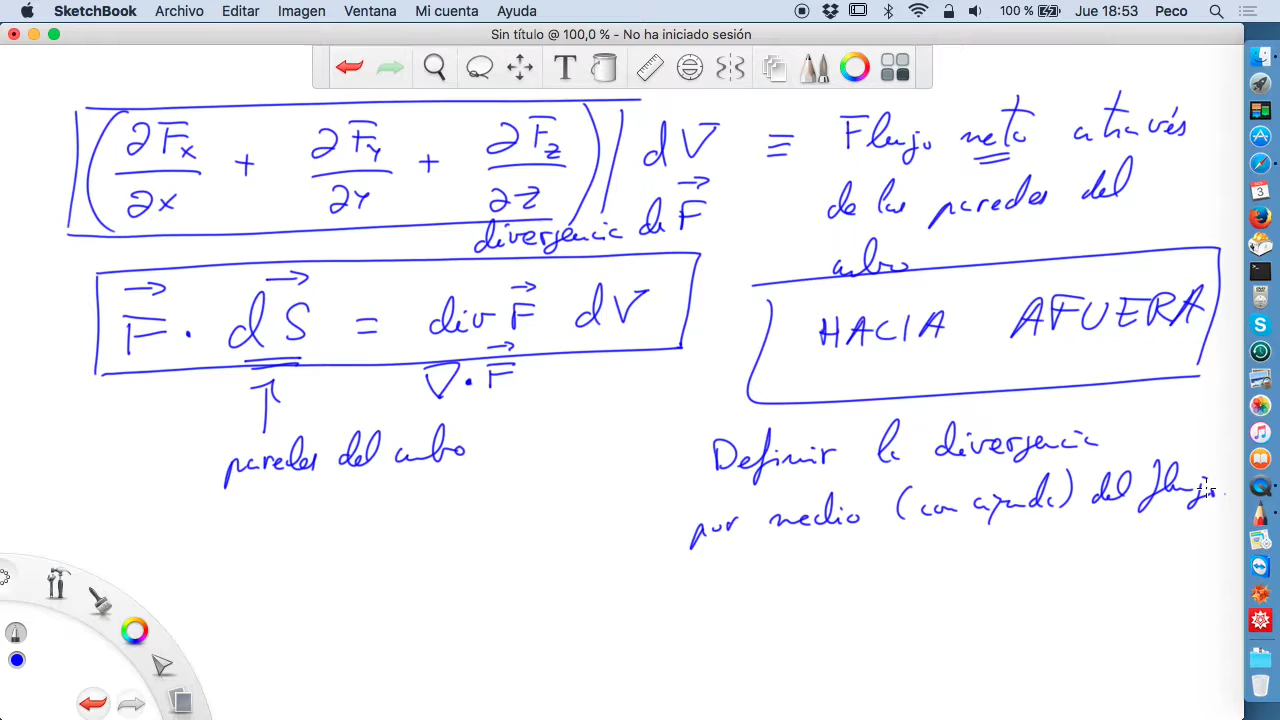 SketchBook Archivo Editar Imagen Ventana Mi cuenta Ayuda 100 % Jue 18:53 Peco
Sin título @ 100,0 % - No ha iniciado sesión
(∂Fx/∂x + ∂Fy/∂y + ∂Fz/∂z) dV ≡ Flujo neto a través
de las paredes del
cubo
divergencia de F⃗
F⃗ · dS⃗ = div F⃗ dV
∇ · F⃗
HACIA AFUERA
paredes del cubo
Definir la divergencia
por medio (con ayuda) del flujo.